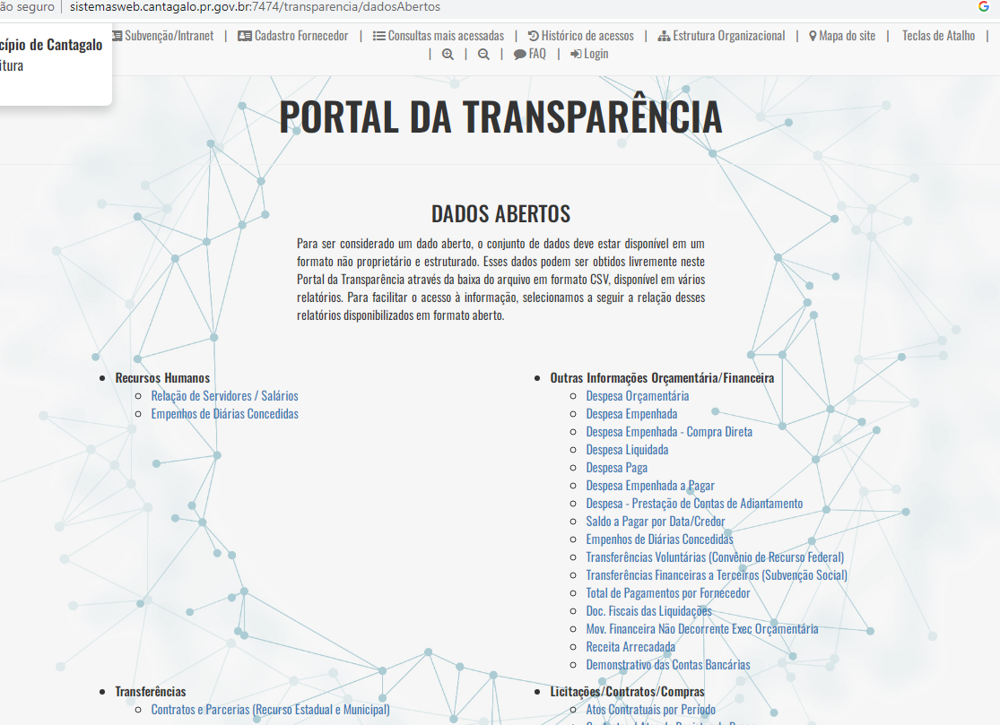 ão seguro | sistemasweb.cantagalo.pr.gov.br:7474/transparencia/dadosAbertos
cípio de Cantagalo
itura
Subvenção/Intranet | Cadastro Fornecedor | Consultas mais acessadas | Histórico de acessos | Estrutura Organizacional | Mapa do site | Teclas de Atalho |
| | | FAQ | Login
PORTAL DA TRANSPARÊNCIA
DADOS ABERTOS
Para ser considerado um dado aberto, o conjunto de dados deve estar disponível em um
formato não proprietário e estruturado. Esses dados podem ser obtidos livremente neste
Portal da Transparência através da baixa do arquivo em formato CSV, disponível em vários
relatórios. Para facilitar o acesso à informação, selecionamos a seguir a relação desses
relatórios disponibilizados em formato aberto.
Recursos Humanos
Relação de Servidores / Salários
Empenhos de Diárias Concedidas
Outras Informações Orçamentária/Financeira
Despesa Orçamentária
Despesa Empenhada
Despesa Empenhada - Compra Direta
Despesa Liquidada
Despesa Paga
Despesa Empenhada a Pagar
Despesa - Prestação de Contas de Adiantamento
Saldo a Pagar por Data/Credor
Empenhos de Diárias Concedidas
Transferências Voluntárias (Convênio de Recurso Federal)
Transferências Financeiras a Terceiros (Subvenção Social)
Total de Pagamentos por Fornecedor
Doc. Fiscais das Liquidações
Mov. Financeira Não Decorrente Exec Orçamentária
Receita Arrecadada
Demonstrativo das Contas Bancárias
Transferências
Contratos e Parcerias (Recurso Estadual e Municipal)
Licitações/Contratos/Compras
Atos Contratuais por Período